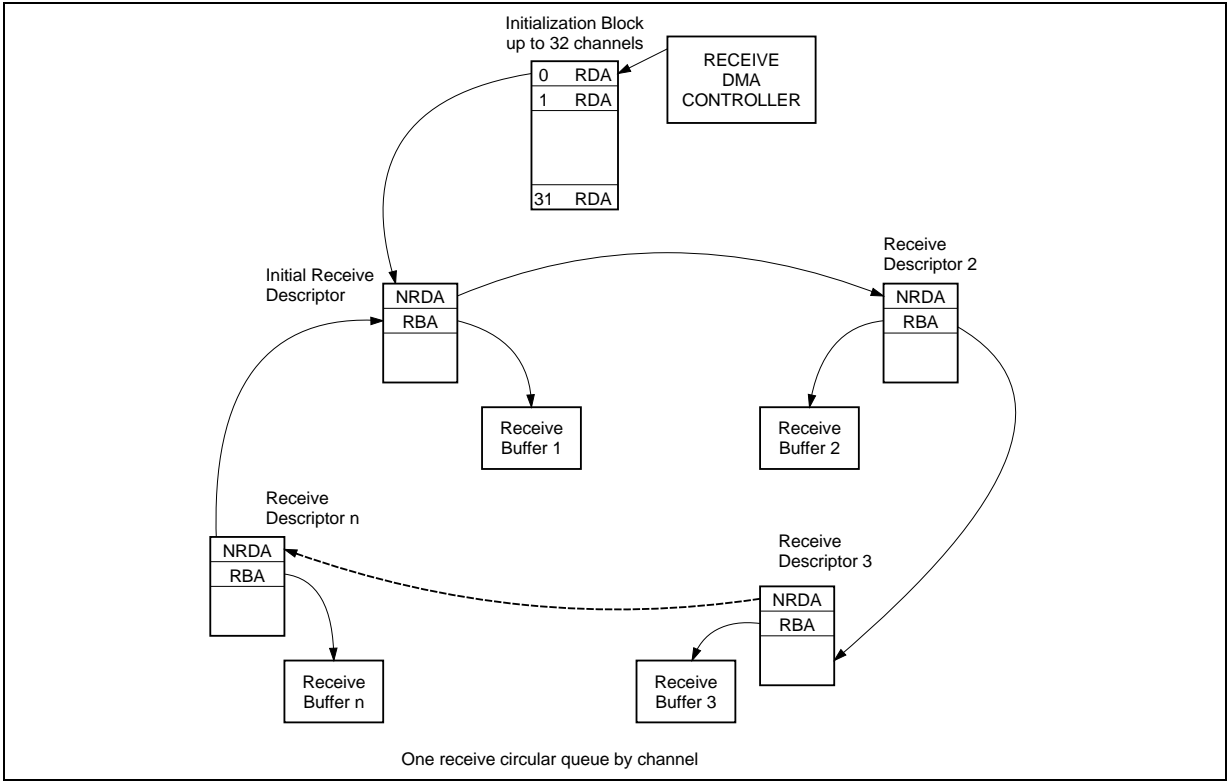 Initialization Block
up to 32 channels
RECEIVE
DMA
CONTROLLER
0 RDA
1 RDA
31 RDA
Receive
Descriptor 2
Initial Receive
Descriptor
NRDA
RBA
NRDA
RBA
Receive
Buffer 1
Receive
Buffer 2
Receive
Descriptor n
NRDA
RBA
Receive
Descriptor 3
NRDA
RBA
Receive
Buffer n
Receive
Buffer 3
One receive circular queue by channel